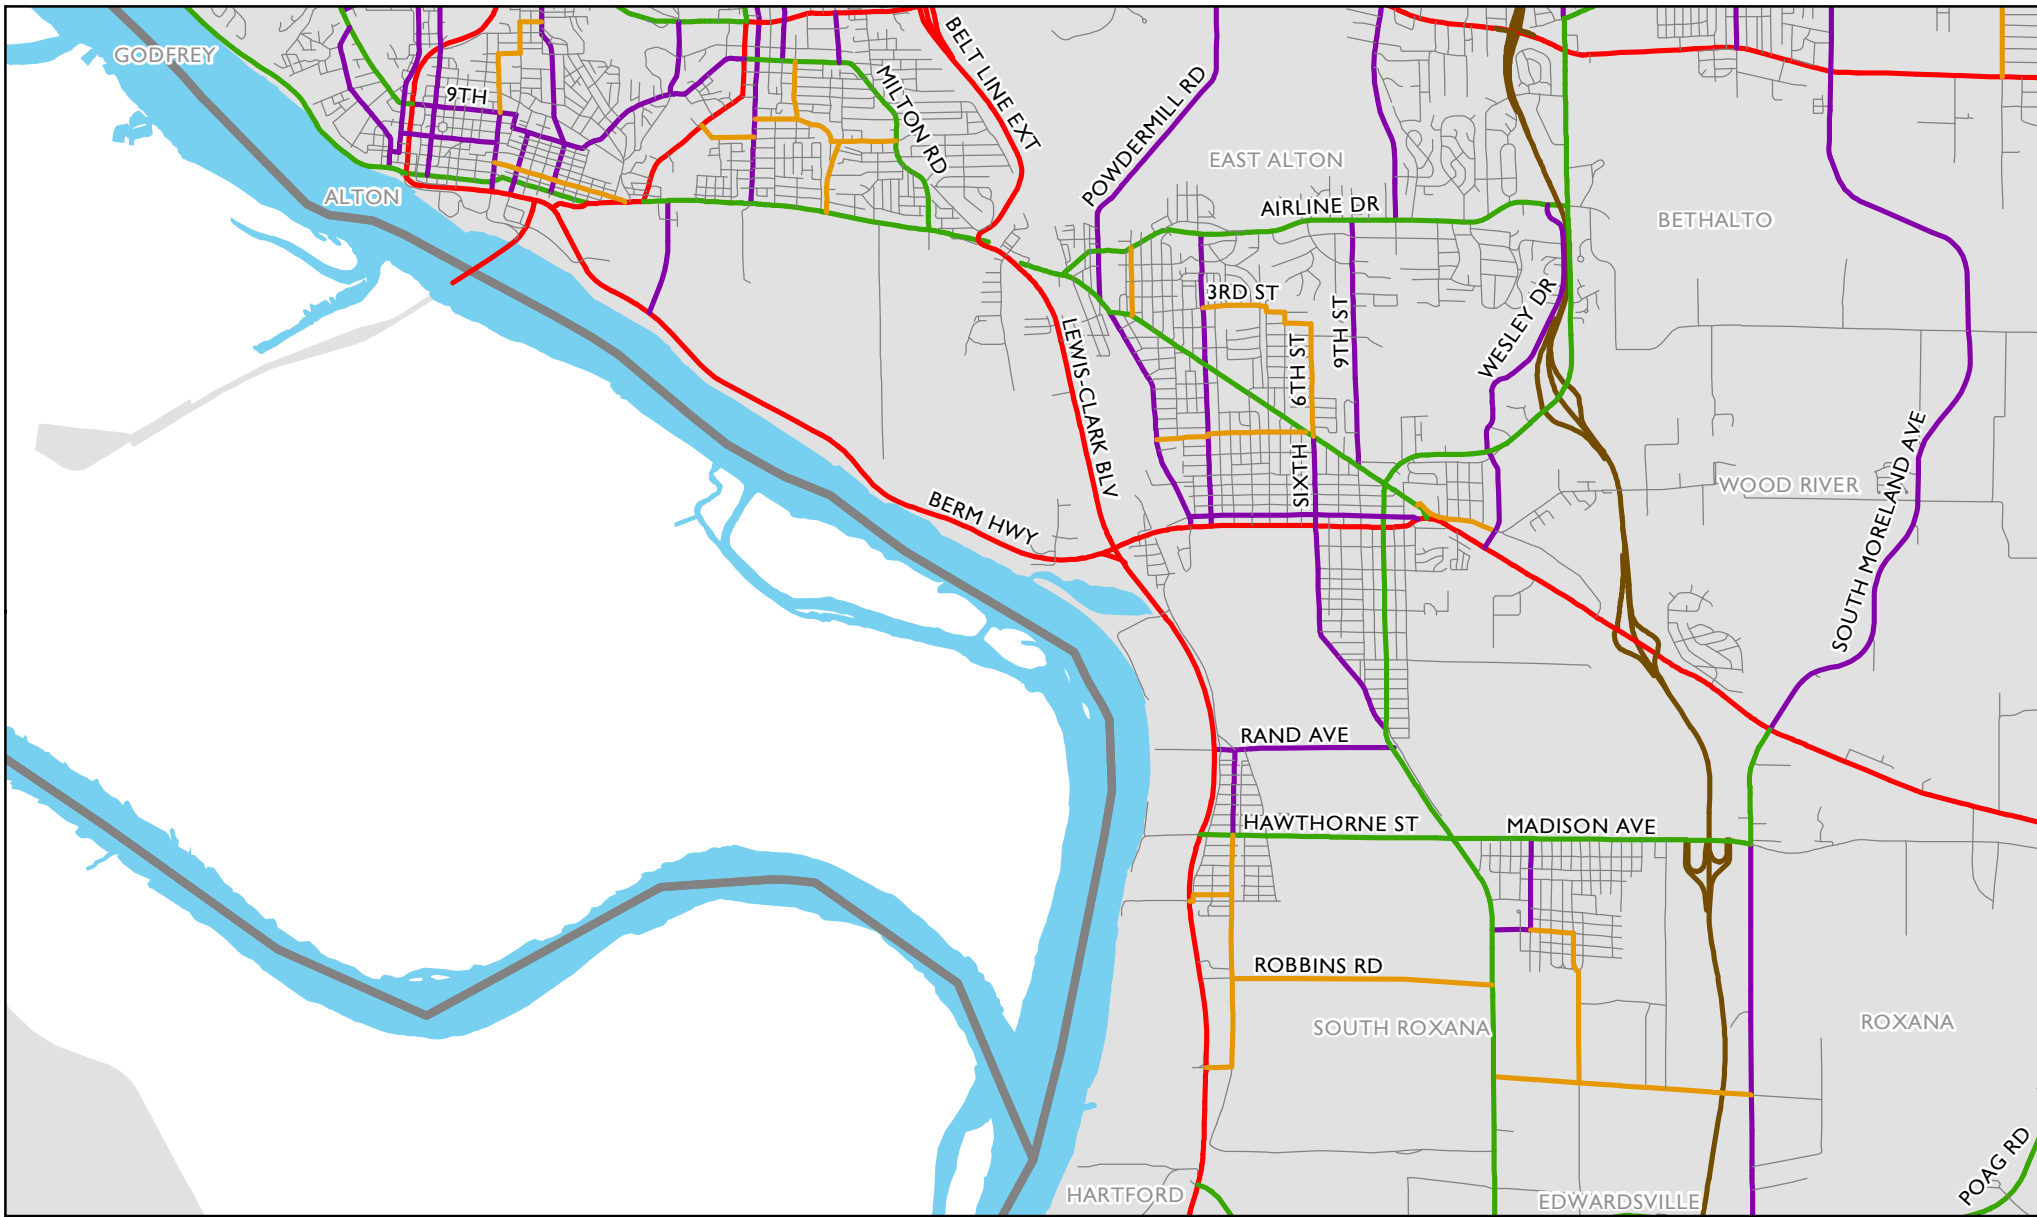 BELT LINE EXT
GODFREY
9TH
MILTON RD
POWDERMILL RD
EAST ALTON
ALTON
AIRLINE DR
BETHALTO
3RD ST
9TH ST
WESLEY DR
6TH ST
LEWIS-CLARK BLV
SIXTH
SOUTH MORELAND AVE
WOOD RIVER
BERM HWY
RAND AVE
HAWTHORNE ST
MADISON AVE
ROBBINS RD
SOUTH ROXANA
ROXANA
POAG RD
HARTFORD
EDWARDSVILLE